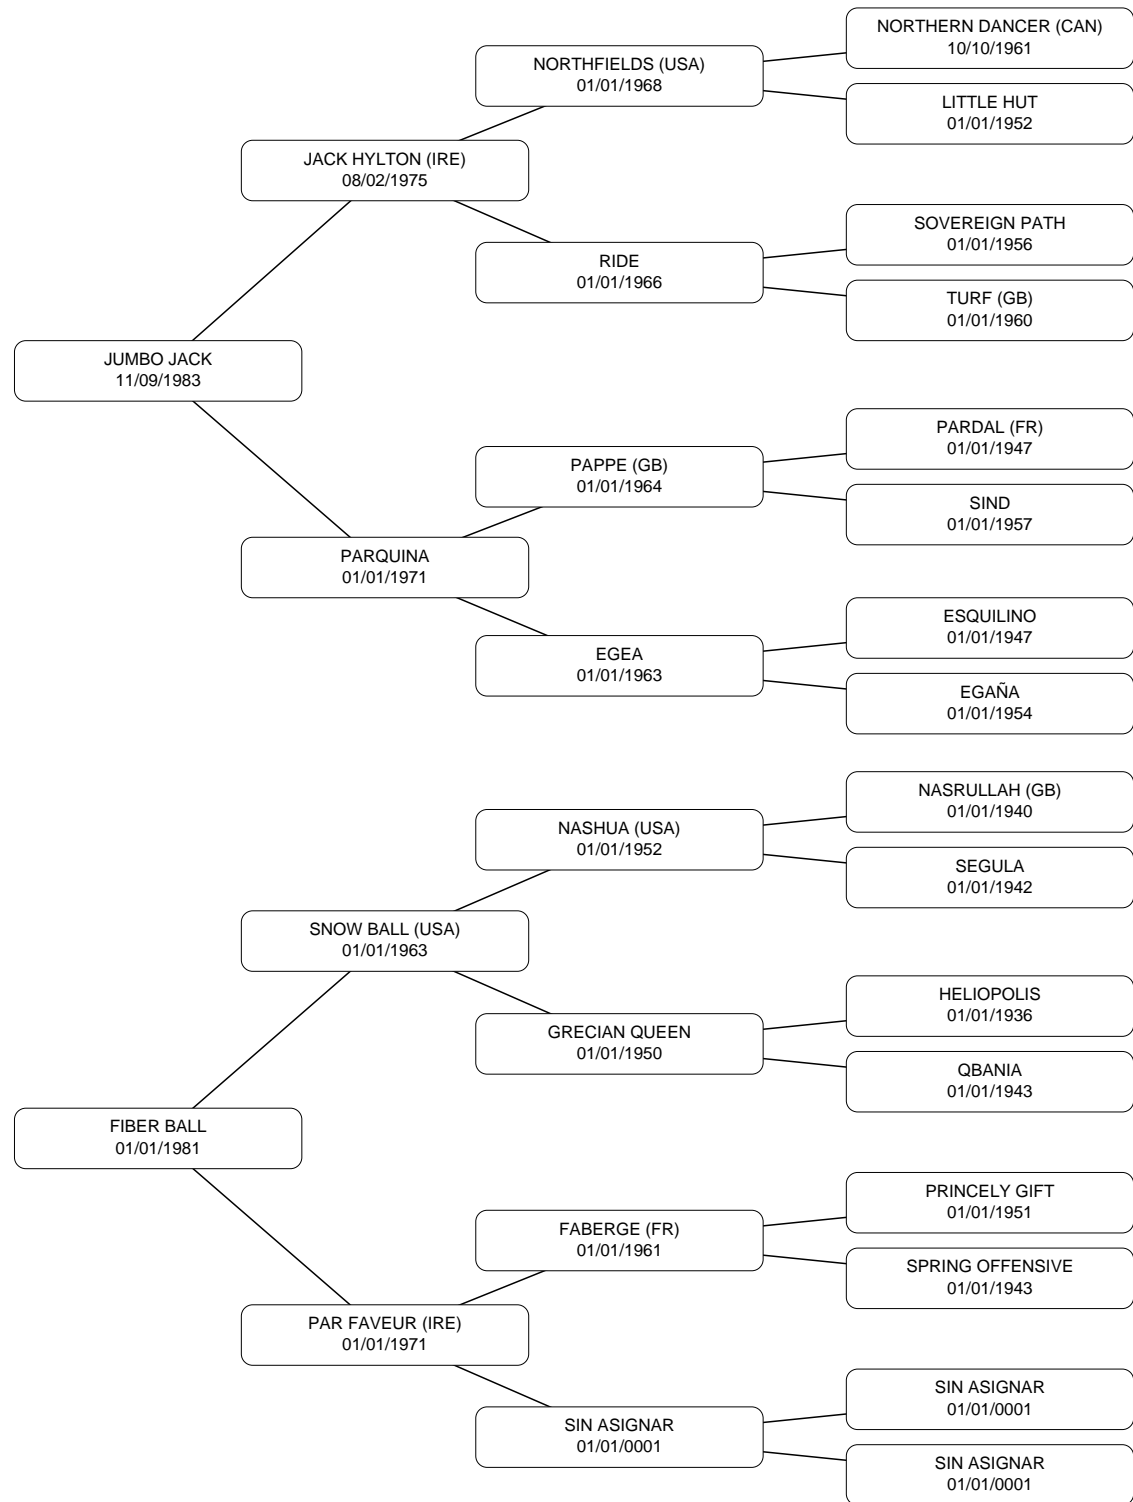 NORTHERN DANCER (CAN)
10/10/1961
NORTHFIELDS (USA)
01/01/1968
LITTLE HUT
01/01/1952
JACK HYLTON (IRE)
08/02/1975
SOVEREIGN PATH
01/01/1956
RIDE
01/01/1966
TURF (GB)
01/01/1960
JUMBO JACK
11/09/1983
PARDAL (FR)
01/01/1947
PAPPE (GB)
01/01/1964
SIND
01/01/1957
PARQUINA
01/01/1971
ESQUILINO
01/01/1947
EGEA
01/01/1963
EGAÑA
01/01/1954
NASRULLAH (GB)
01/01/1940
NASHUA (USA)
01/01/1952
SEGULA
01/01/1942
SNOW BALL (USA)
01/01/1963
HELIOPOLIS
01/01/1936
GRECIAN QUEEN
01/01/1950
QBANIA
01/01/1943
FIBER BALL
01/01/1981
PRINCELY GIFT
01/01/1951
FABERGE (FR)
01/01/1961
SPRING OFFENSIVE
01/01/1943
PAR FAVEUR (IRE)
01/01/1971
SIN ASIGNAR
01/01/0001
SIN ASIGNAR
01/01/0001
SIN ASIGNAR
01/01/0001